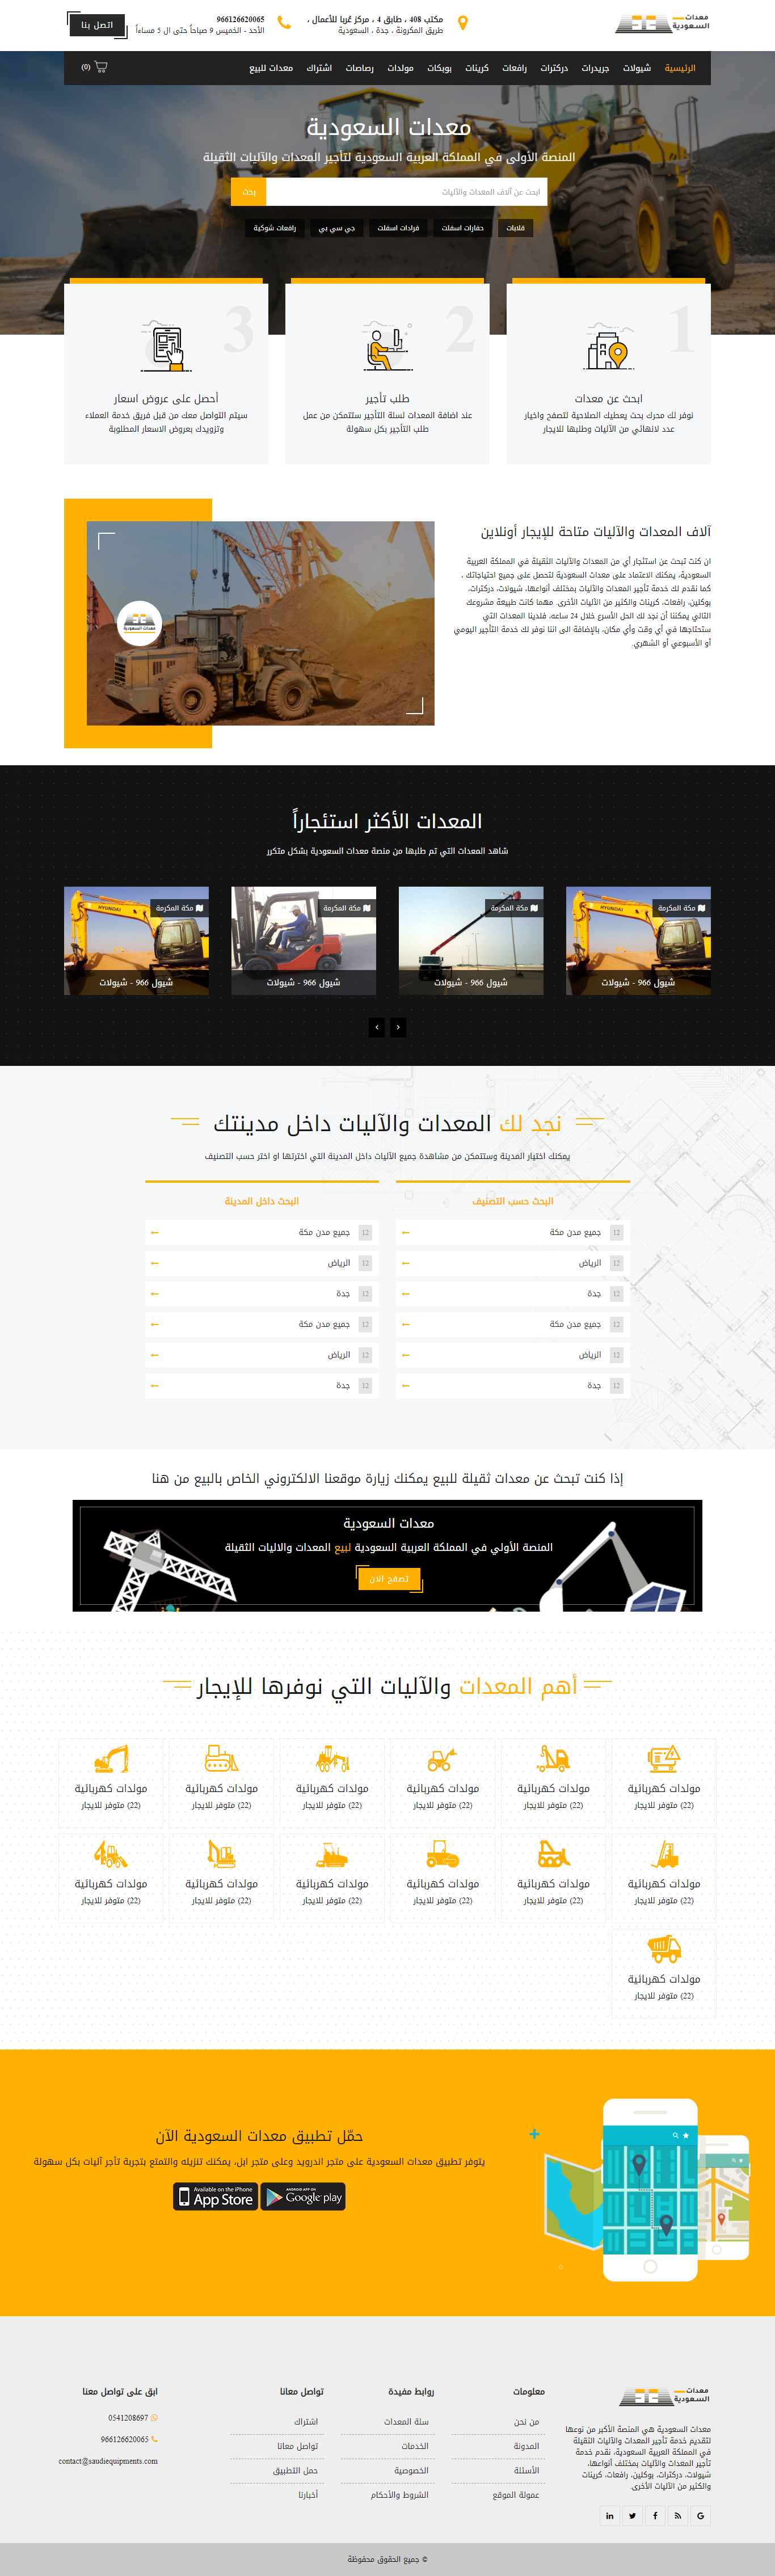 معدات
السعودية
مكتب 408 ، طابق 4 ، مركز غربا للأعمال ،
طريق المكرونة ، جدة ، السعودية
966126620065
الأحد - الخميس 9 صباحاً حتى ال 5 مساءاً
اتصل بنا
الرئيسية شيولات جريدرات دركترات رافعات كرينات بوبكات مولدات رصاصات اشتراك معدات للبيع
(0)
معدات السعودية
المنصة الأولى في المملكة العربية السعودية لتأجير المعدات والآليات الثقيلة
ابحث عن آلاف المعدات والآليات
بحث
قلابات حفارات اسفلت فرادات اسفلت جي سي بي رافعات شوكية
1
ابحث عن معدات
نوفر لك محرك بحث يعطيك الصلاحية لتصفح واخيار
عدد لانهائي من الآليات وطلبها للايجار
2
طلب تأجير
عند اضافة المعدات لسلة التأجير ستتمكن من عمل
طلب التأجير بكل سهولة
3
أحصل على عروض اسعار
سيتم التواصل معك من قبل فريق خدمة العملاء
وتزويدك بعروض الاسعار المطلوبة
آلاف المعدات والآليات متاحة للإيجار أونلاين
ان كنت تبحث عن استئجار أي من المعدات والآليات الثقيلة في المملكة العربية
السعودية، يمكنك الاعتماد على معدات السعودية لتحصل على جميع احتياجاتك ،
كما نقدم لك خدمة تأجير المعدات والآليات بمختلف أنواعها، شيولات، دركترات،
بوكلين، رافعات، كرينات والكثير من الآليات الأخرى. مهما كانت طبيعة مشروعك
التالي يمكننا أن نجد لك الحل الأسرع خلال 24 ساعه، فلدينا المعدات التي
ستحتاجها في أي وقت وأي مكان، بالإضافة الى اننا نوفر لك خدمة التأجير اليومي
أو الأسبوعي أو الشهري.
معدات السعودية
المعدات الأكثر استئجاراً
شاهد المعدات التي تم طلبها من منصة معدات السعودية بشكل متكرر
مكة المكرمة
شيول 966 - شيولات
مكة المكرمة
شيول 966 - شيولات
مكة المكرمة
شيول 966 - شيولات
مكة المكرمة
HYUNDAI
شيول 966 - شيولات
نجد لك المعدات والآليات داخل مدينتك
يمكنك اختيار المدينة وستتمكن من مشاهدة جميع الآليات داخل المدينة التي اخترتها او اختر حسب التصنيف
البحث حسب التصنيف
12 جميع مدن مكة
12 الرياض
12 جدة
12 جميع مدن مكة
12 الرياض
12 جدة
البحث داخل المدينة
12 جميع مدن مكة
12 الرياض
12 جدة
12 جميع مدن مكة
12 الرياض
12 جدة
إذا كنت تبحث عن معدات ثقيلة للبيع يمكنك زيارة موقعنا الالكتروني الخاص بالبيع من هنا
معدات السعودية
المنصة الأولي في المملكة العربية السعودية لبيع المعدات والاليات الثقيلة
تصفح الان
أهم المعدات والآليات التي نوفرها للإيجار
مولدات كهربائية مولدات كهربائية مولدات كهربائية مولدات كهربائية مولدات كهربائية مولدات كهربائية
(22) متوفر للايجار (22) متوفر للايجار (22) متوفر للايجار (22) متوفر للايجار (22) متوفر للايجار (22) متوفر للايجار
مولدات كهربائية مولدات كهربائية مولدات كهربائية مولدات كهربائية مولدات كهربائية مولدات كهربائية
(22) متوفر للايجار (22) متوفر للايجار (22) متوفر للايجار (22) متوفر للايجار (22) متوفر للايجار (22) متوفر للايجار
مولدات كهربائية
(22) متوفر للايجار
حمّل تطبيق معدات السعودية الآن
يتوفر تطبيق معدات السعودية على متجر اندرويد وعلى متجر ابل، يمكنك تنزيله والتمتع بتجربة تأجر آليات بكل سهولة
Available on the iPhone
App Store
ANDROID APP ON
Google play
معدات
السعودية
معدات السعودية هي المنصة الأكبر من نوعها
لتقديم خدمة تأجير المعدات والآليات الثقيلة
في المملكة العربية السعودية، نقدم خدمة
تأجير المعدات والآليات بمختلف أنواعها،
شيولات، دركترات، بوكلين، رافعات، كرينات
والكثير من الآليات الأخرى.
معلومات
من نحن
المدونة
الأسئلة
عمولة الموقع
روابط مفيدة
سلة المعدات
الخدمات
الخصوصية
الشروط والأحكام
تواصل معانا
اشتراك
تواصل معانا
حمل التطبيق
أخبارنا
ابق على تواصل معنا
0541208697
966126620065
contact@saudiequipments.com
© جميع الحقوق محفوظة